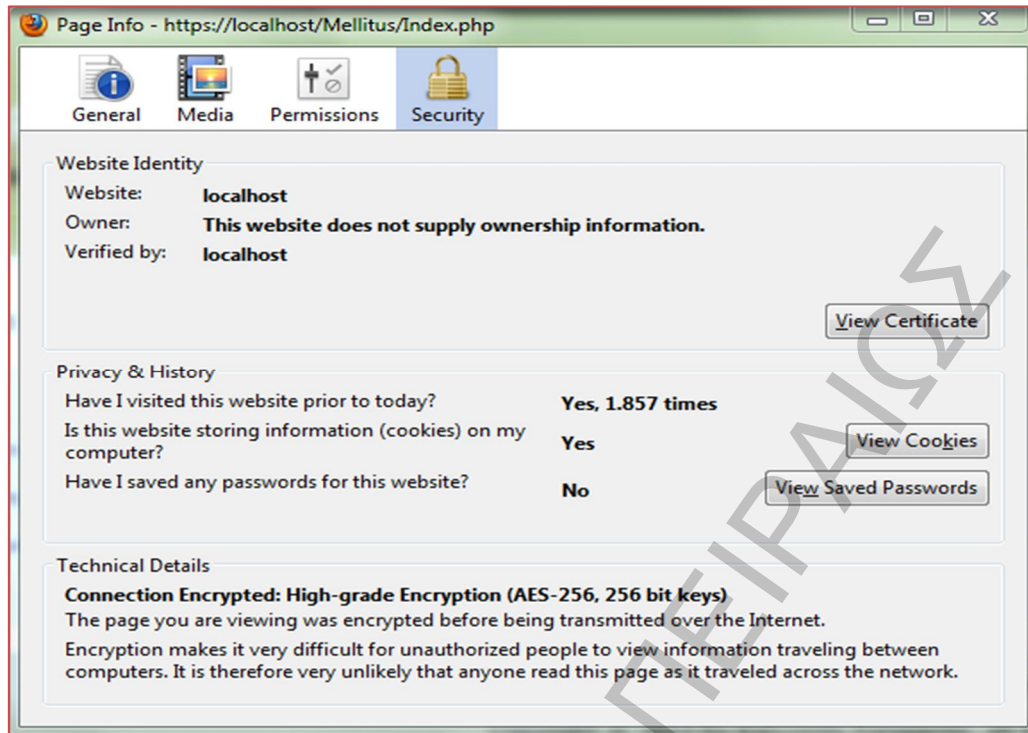 Page Info - https://localhost/Mellitus/Index.php
General Media Permissions Security
Website Identity
Website: localhost
Owner: This website does not supply ownership information.
Verified by: localhost
View Certificate
Privacy & History
Have I visited this website prior to today? Yes, 1.857 times
Is this website storing information (cookies) on my
computer?
Yes View Cookies
Have I saved any passwords for this website? No View Saved Passwords
Technical Details
Connection Encrypted: High-grade Encryption (AES-256, 256 bit keys)
The page you are viewing was encrypted before being transmitted over the Internet.
Encryption makes it very difficult for unauthorized people to view information traveling between
computers. It is therefore very unlikely that anyone read this page as it traveled across the network.
ΠΕΙΡΑΙΩΣ